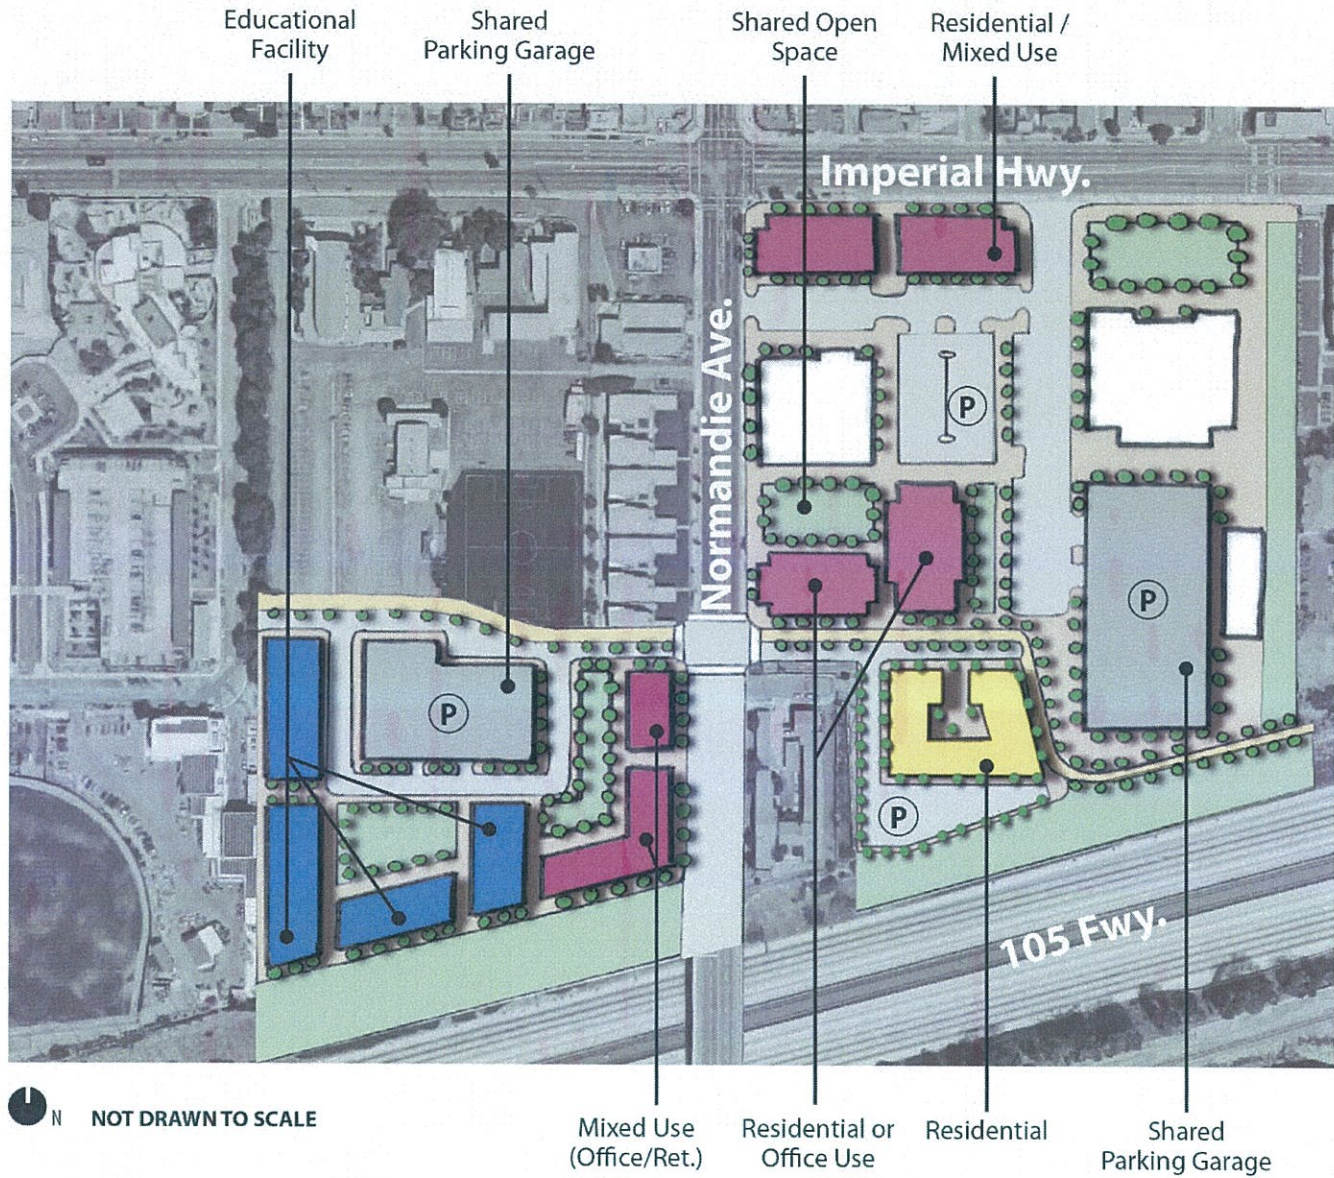 Educational
Facility
Shared
Parking Garage
Shared Open
Space
Residential /
Mixed Use
Imperial Hwy.
Normandie Ave.
P
P
P
P
105 Fwy.
N
NOT DRAWN TO SCALE
Mixed Use
(Office/Ret.)
Residential or
Office Use
Residential
Shared
Parking Garage